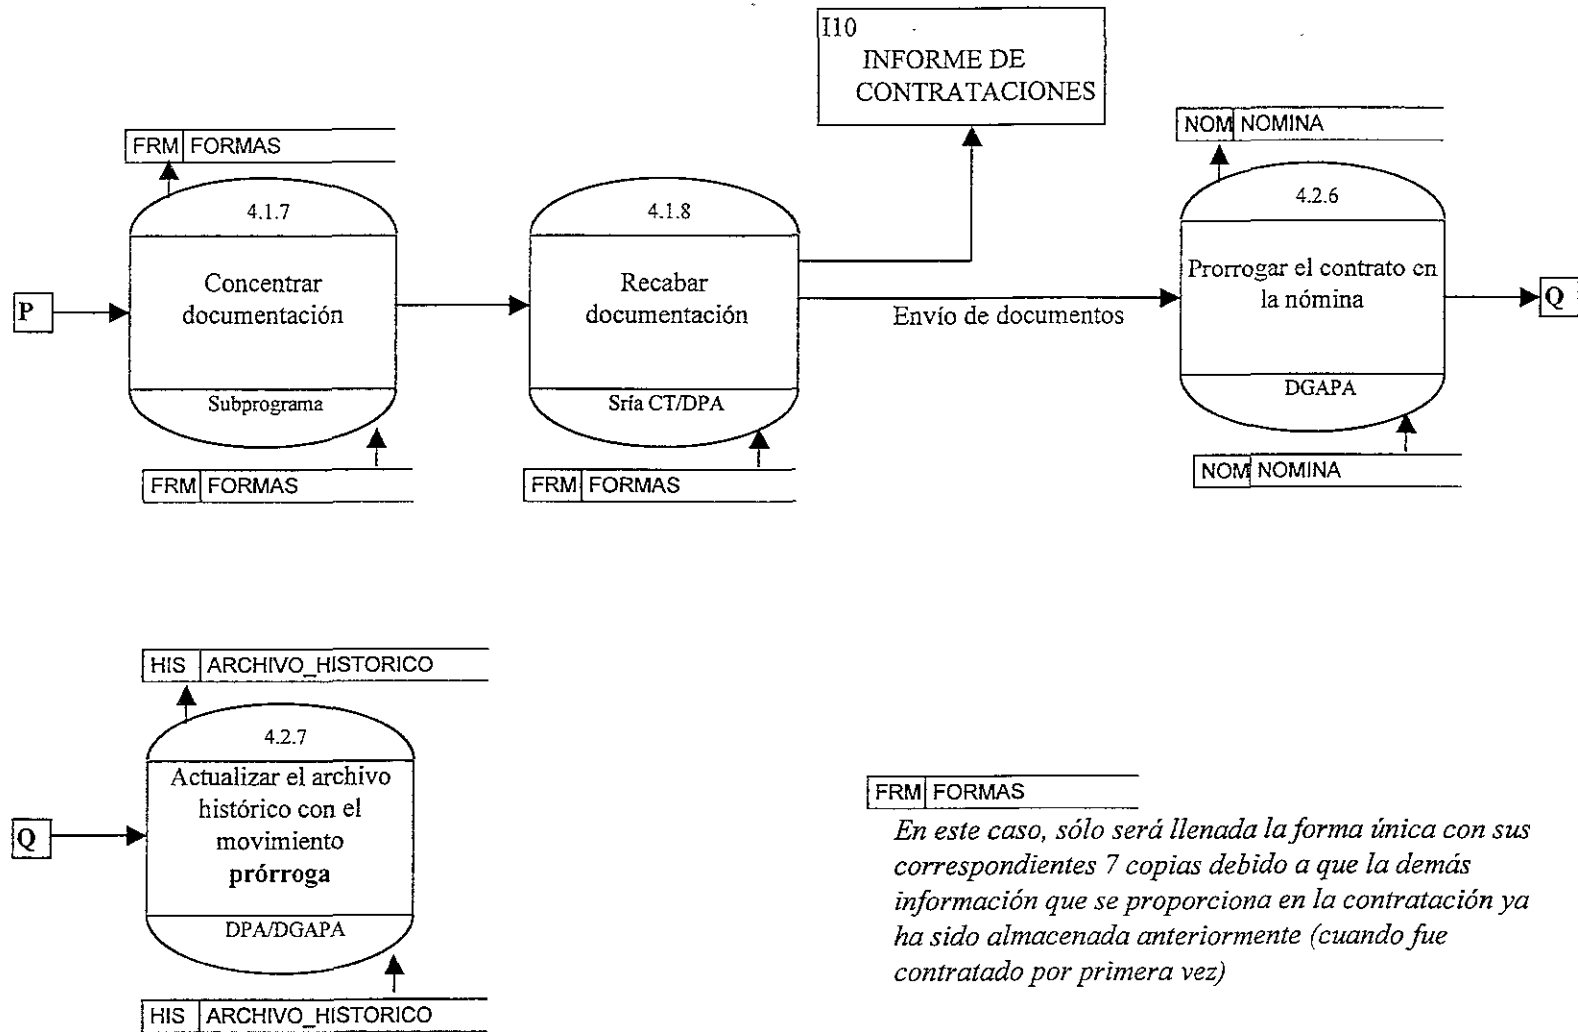 I10
INFORME DE
CONTRATACIONES
FRM FORMAS
NOM NOMINA
4.1.7
4.1.8
4.2.6
P
Concentrar
documentación
Recabar
documentación
Envío de documentos
Prorrogar el contrato en
la nómina
Q
Subprograma
Sría CT/DPA
DGAPA
FRM FORMAS
FRM FORMAS
NOM NOMINA
HIS ARCHIVO_HISTORICO
4.2.7
Q
Actualizar el archivo
histórico con el
movimiento
prórroga
DPA/DGAPA
HIS ARCHIVO_HISTORICO
FRM FORMAS
En este caso, sólo será llenada la forma única con sus
correspondientes 7 copias debido a que la demás
información que se proporciona en la contratación ya
ha sido almacenada anteriormente (cuando fue
contratado por primera vez)